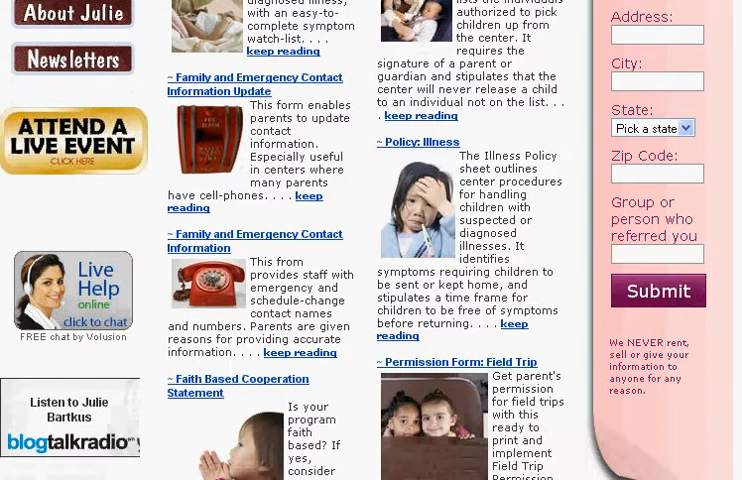 About Julie
Newsletters
ATTEND A
LIVE EVENT
CLICK HERE
Live
Help
online
click to chat
FREE chat by Volusion
Listen to Julie
Bartkus
blogtalkradio
diagnosed illness,
with an easy-to-
complete symptom
watch-list. . . .
keep reading
~ Family and Emergency Contact
Information Update
This form enables
parents to update
contact
information.
Especially useful
in centers where
many parents
have cell-phones. . . . keep
reading
~ Family and Emergency Contact
Information
This from
provides staff with
emergency and
schedule-change
contact names
and numbers. Parents are given
reasons for providing accurate
information. . . . keep reading
~ Faith Based Cooperation
Statement
Is your
program
faith
based? If
yes,
consider
lists the individuals
authorized to pick
children up from
the center. It
requires the
signature of a parent or
guardian and stipulates that the
center will never release a child
to an individual not on the list. . .
. keep reading
~ Policy: Illness
The Illness Policy
sheet outlines
center procedures
for handling
children with
suspected or
diagnosed
illnesses. It
identifies
symptoms requiring children to
be sent or kept home, and
stipulates a time frame for
children to be free of symptoms
before returning. . . . keep
reading
~ Permission Form: Field Trip
Get parent's
permission
for field trips
with this
ready to
print and
implement
Field Trip
Permission
Address:
City:
State:
Pick a state
Zip Code:
Group or
person who
referred you
Submit
We NEVER rent,
sell or give your
information to
anyone for any
reason.